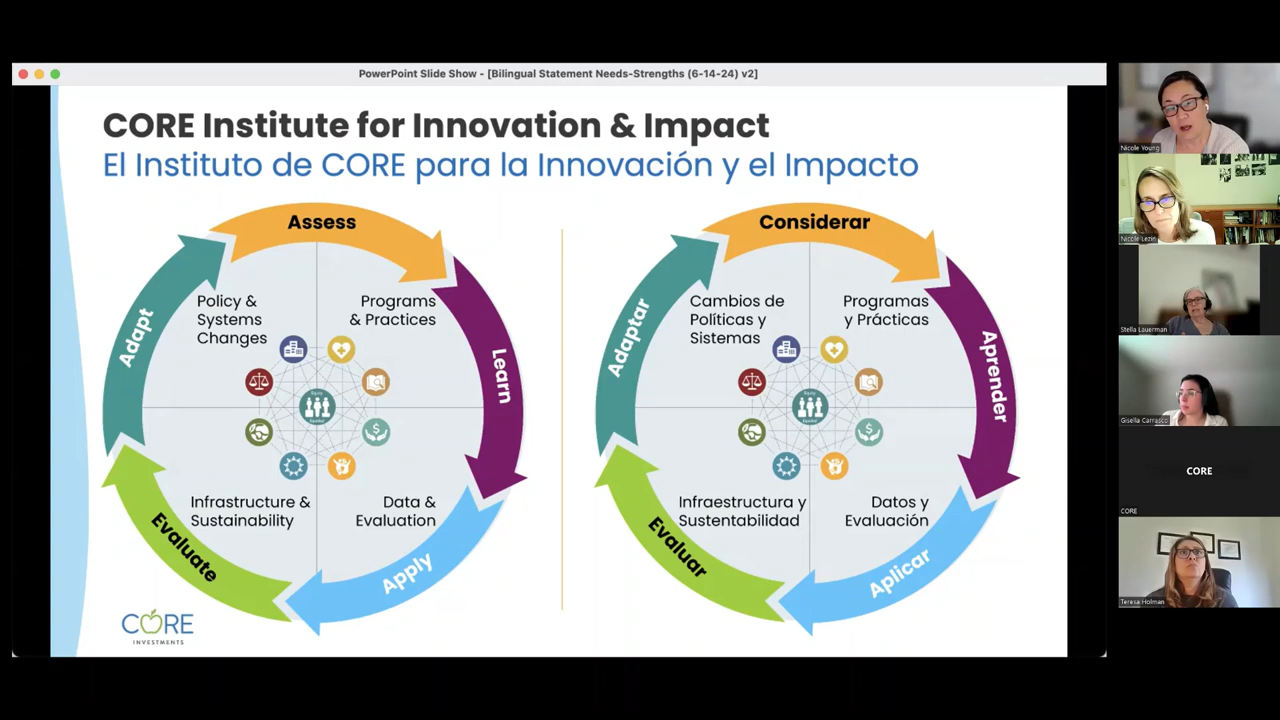 PowerPoint Slide Show - [Bilingual Statement Needs-Strengths (6-14-24) v2]
CORE Institute for Innovation & Impact
El Instituto de CORE para la Innovación y el Impacto
Assess
Learn
Apply
Evaluate
Adapt
Policy &
Systems
Changes
Programs
& Practices
Infrastructure &
Sustainability
Data &
Evaluation
Considerar
Aprender
Aplicar
Evaluar
Adaptar
Cambios de
Políticas y
Sistemas
Programas
y Prácticas
Infraestructura y
Sustentabilidad
Datos y
Evaluación
CORE
INVESTMENTS
Nicole Young
Nicole Lezin
Stella Lauerman
Gisella Carrasco
CORE
CORE
Teresa Holman